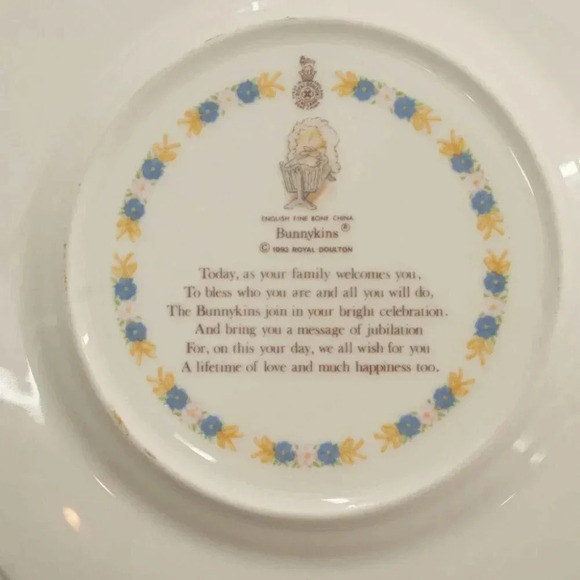 ENGLISH FINE BONE CHINA
Bunnykins ®
© 1992 ROYAL DOULTON
Today, as your family welcomes you,
To bless who you are and all you will do,
The Bunnykins join in your bright celebration.
And bring you a message of jubilation
For, on this your day, we all wish for you
A lifetime of love and much happiness too.